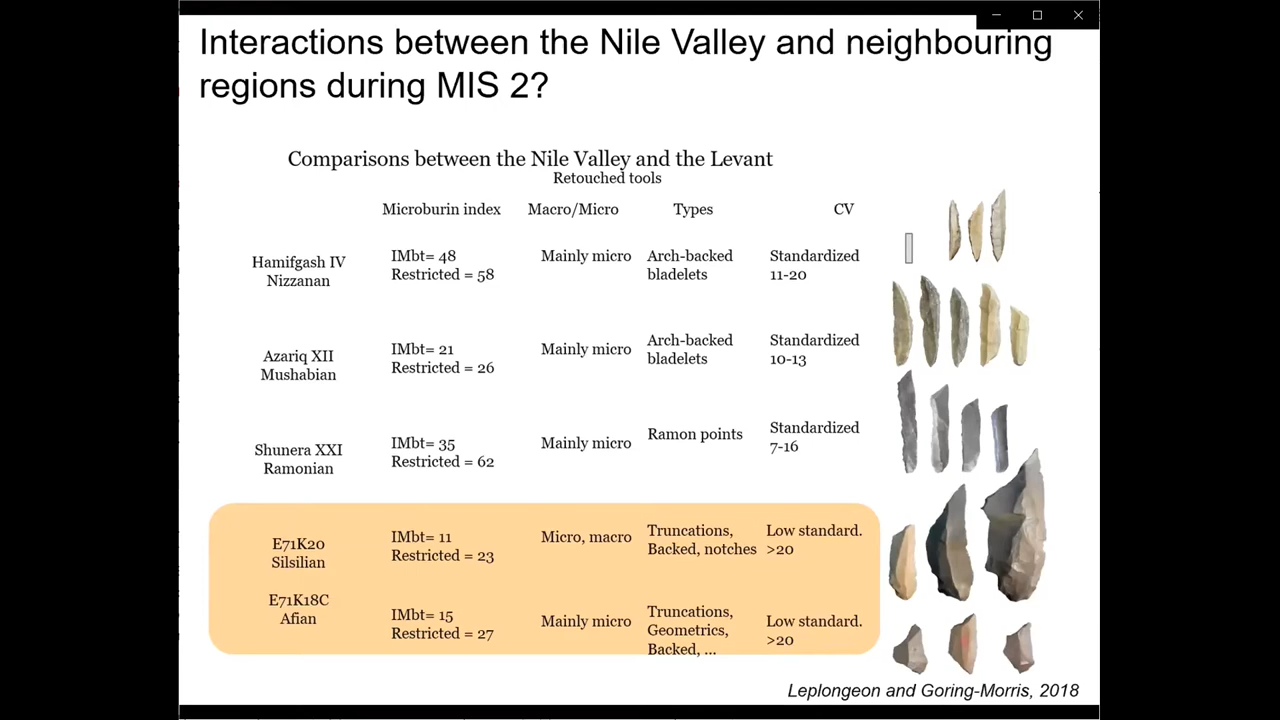 Interactions between the Nile Valley and neighbouring
regions during MIS 2?
Comparisons between the Nile Valley and the Levant
Retouched tools
Microburin index Macro/Micro Types CV
Hamifgash IV
Nizzanan
IMbt= 48
Restricted = 58
Mainly micro
Arch-backed
bladelets
Standardized
11-20
Azariq XII
Mushabian
IMbt= 21
Restricted = 26
Mainly micro
Arch-backed
bladelets
Standardized
10-13
Shunera XXI
Ramonian
IMbt= 35
Restricted = 62
Mainly micro
Ramon points
Standardized
7-16
E71K20
Silsilian
IMbt= 11
Restricted = 23
Micro, macro
Truncations,
Backed, notches
Low standard.
>20
E71K18C
Afian
IMbt= 15
Restricted = 27
Mainly micro
Truncations,
Geometrics,
Backed, ...
Low standard.
>20
Leplongeon and Goring-Morris, 2018